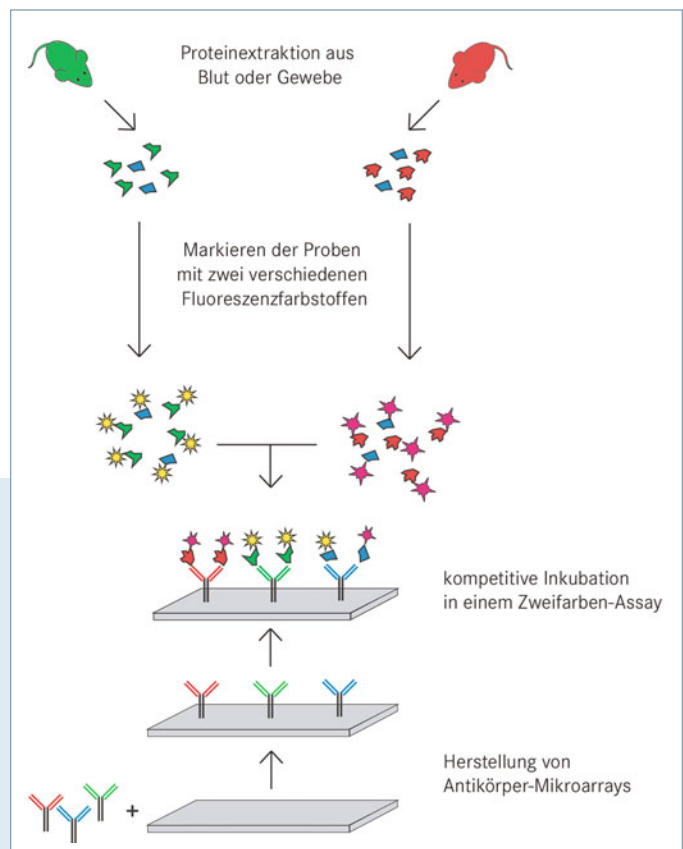 Proteinextraktion aus
Blut oder Gewebe
Markieren der Proben
mit zwei verschiedenen
Fluoreszenzfarbstoffen
kompetitive Inkubation
in einem Zweifarben-Assay
Herstellung von
Antikörper-Mikroarrays
+